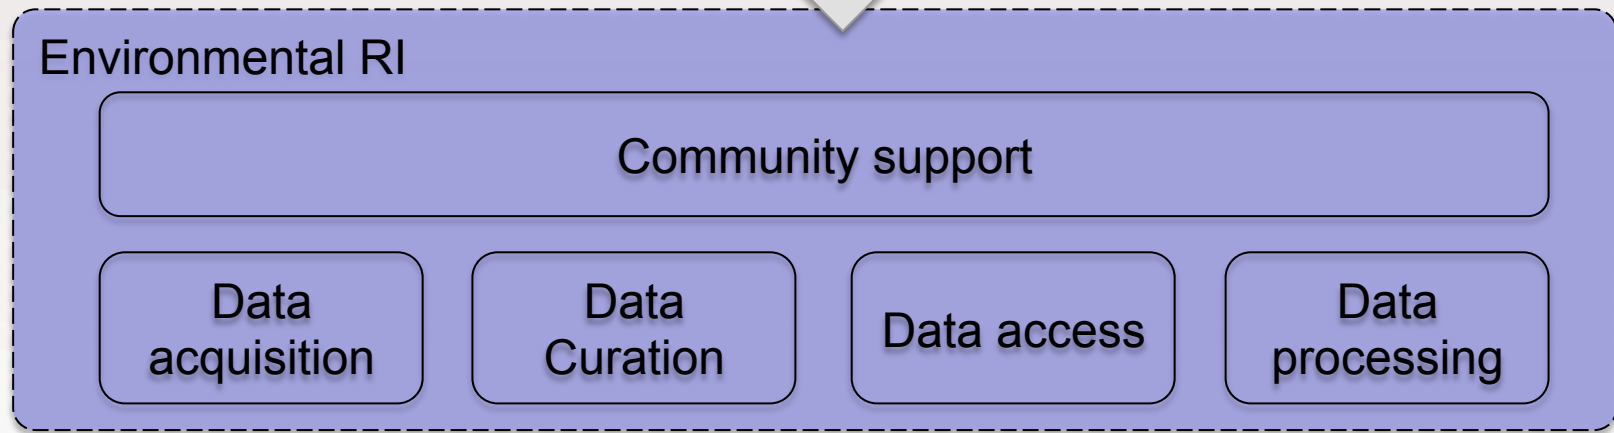 Environmental RI
Community support
Data
acquisition
Data
Curation
Data access
Data
processing